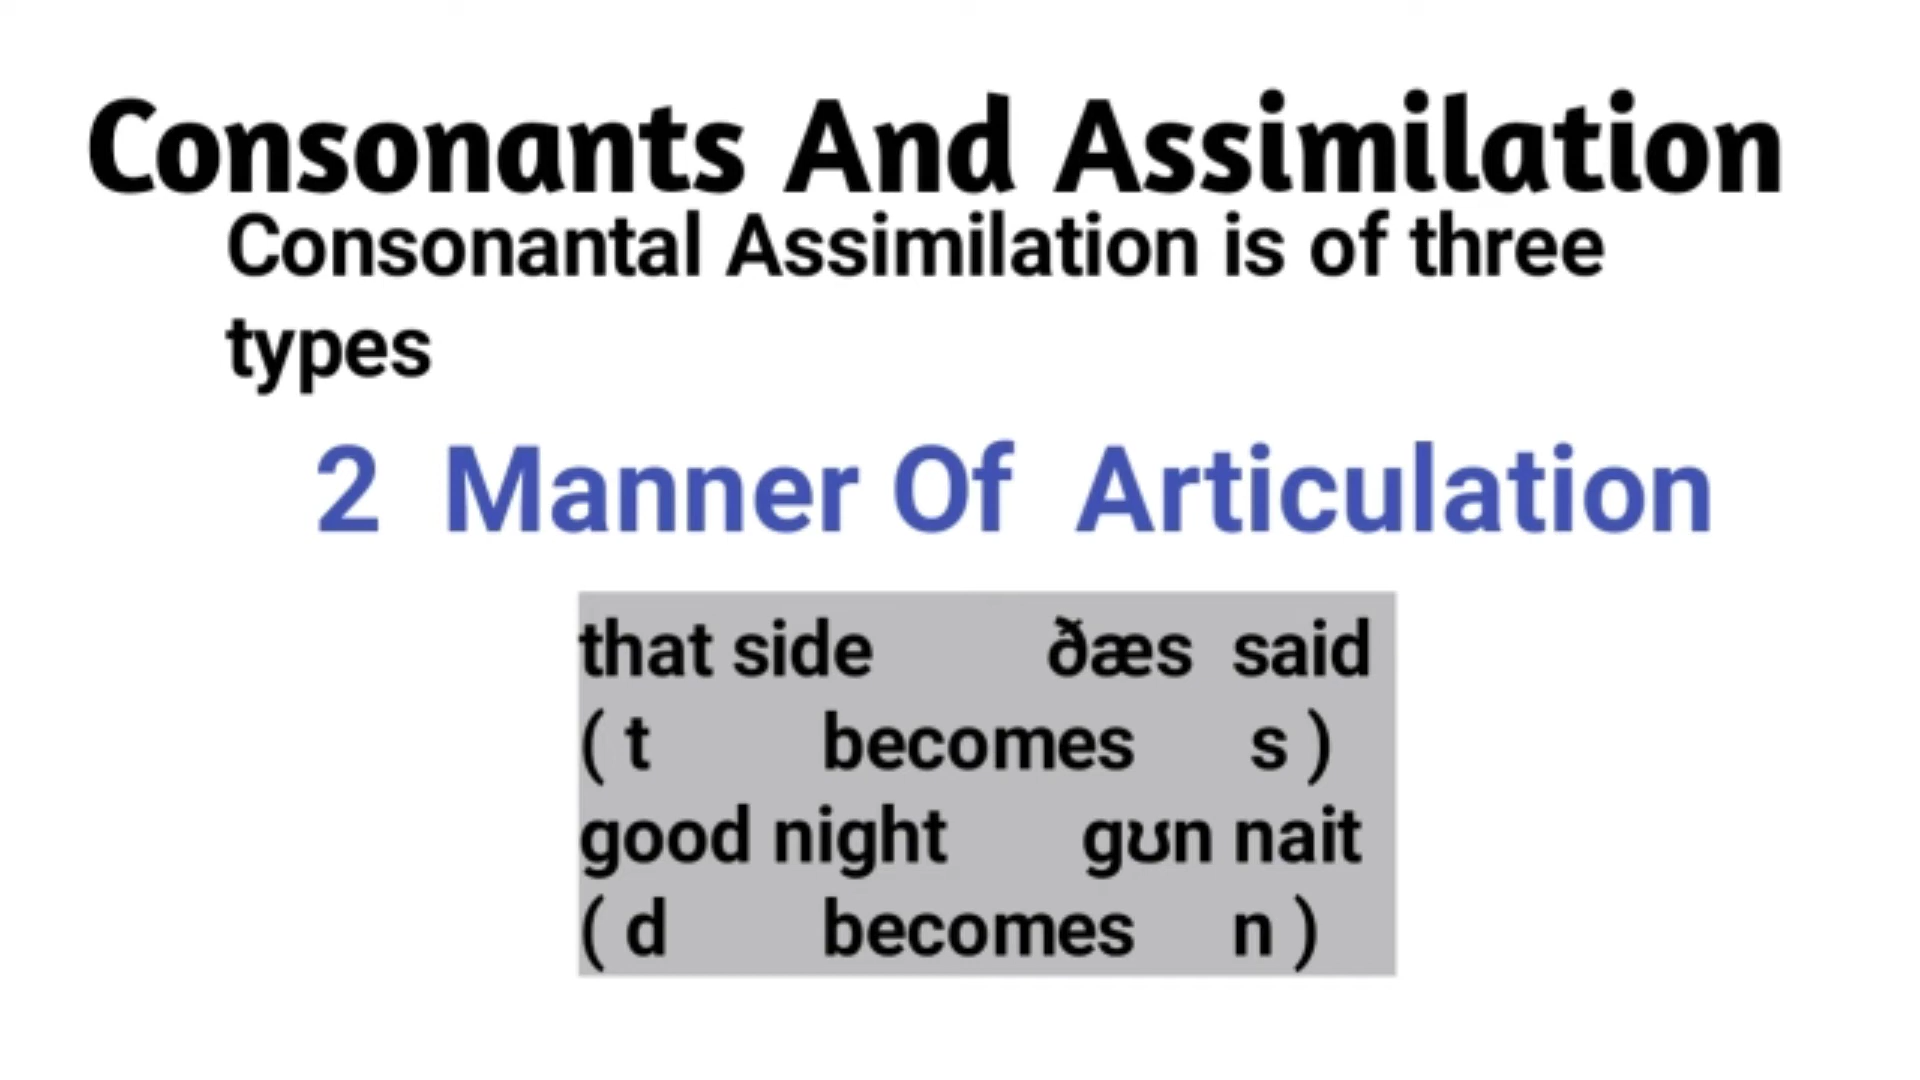 Consonants And Assimilation
Consonantal Assimilation is of three
types
2 Manner Of Articulation
that side ðæs said
( t becomes s )
good night gʊn nait
( d becomes n )